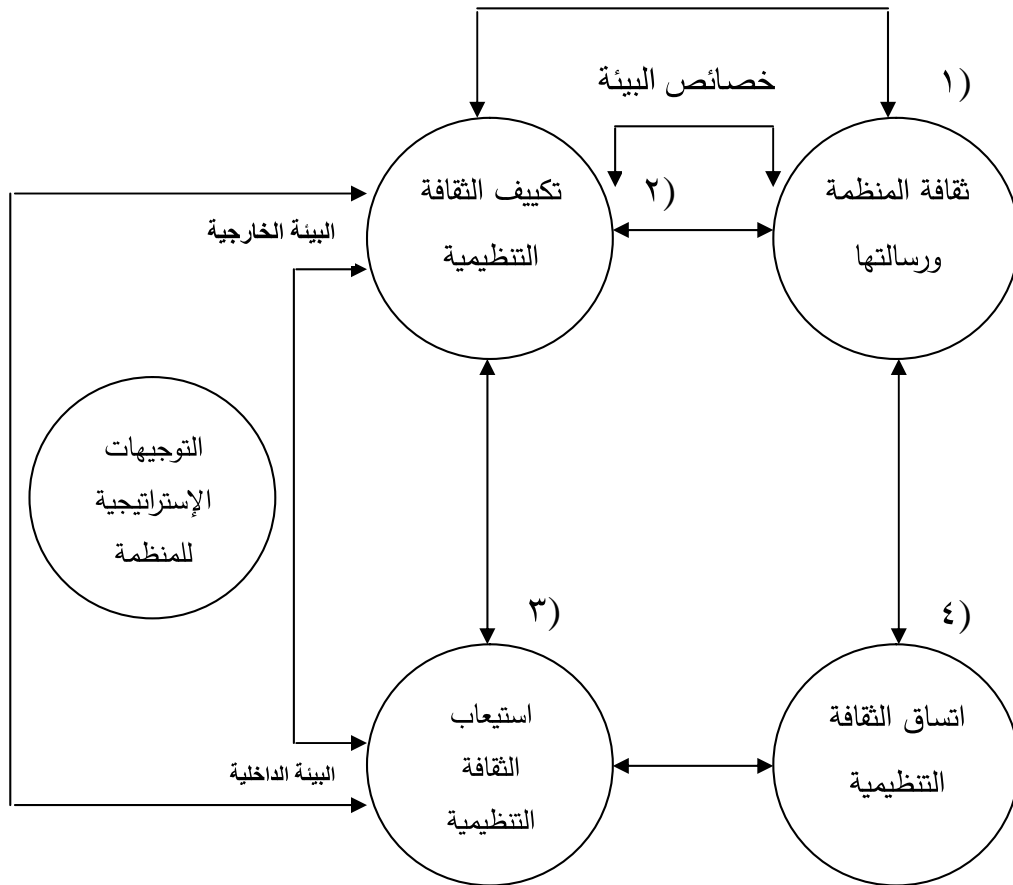 خصائص البيئة
١)
ثقافة المنظمة
ورسالتها
٢)
تكييف الثقافة
التنظيمية
البيئة الخارجية
التوجيهات
الإستراتيجية
للمنظمة
٤)
اتساق الثقافة
التنظيمية
٣)
استيعاب
الثقافة
التنظيمية
البيئة الداخلية